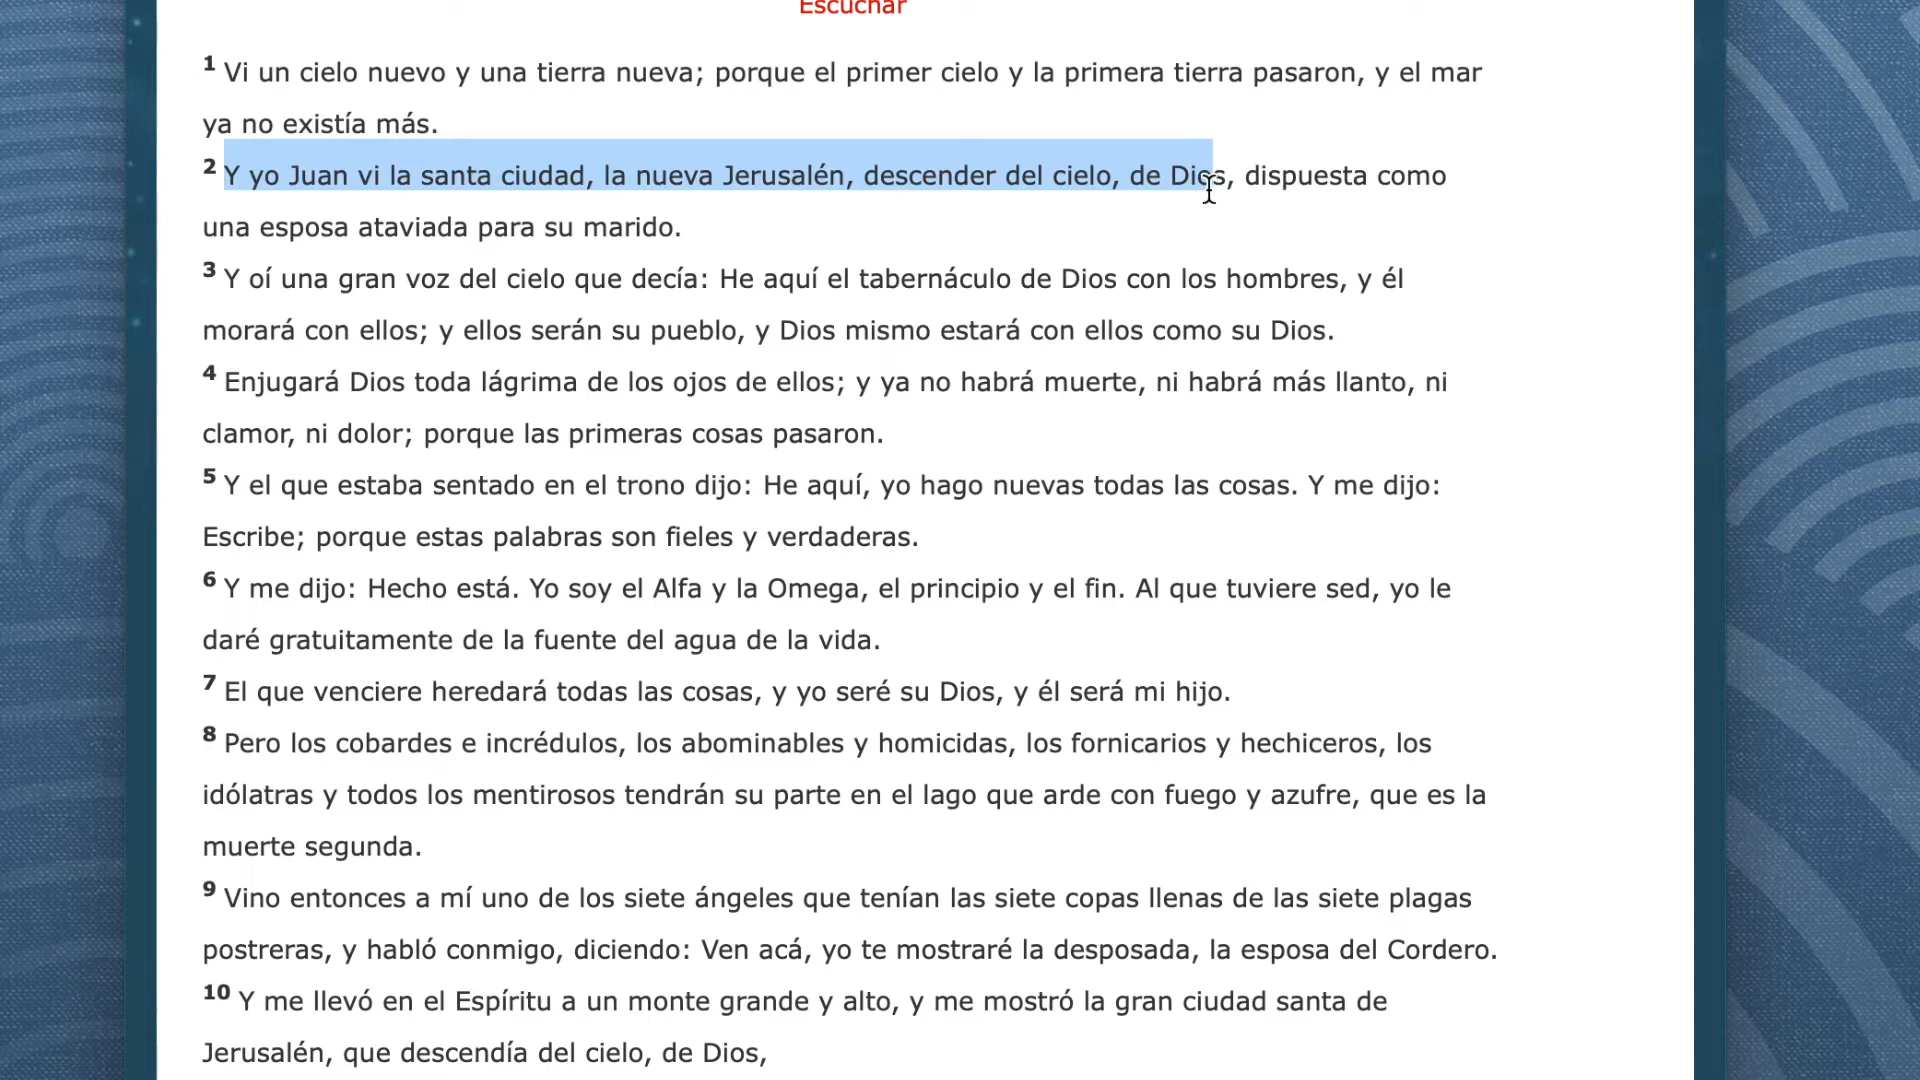 Escuchar
1 Vi un cielo nuevo y una tierra nueva; porque el primer cielo y la primera tierra pasaron, y el mar
ya no existía más.
2 Y yo Juan vi la santa ciudad, la nueva Jerusalén, descender del cielo, de Dios, dispuesta como
una esposa ataviada para su marido.
3 Y oí una gran voz del cielo que decía: He aquí el tabernáculo de Dios con los hombres, y él
morará con ellos; y ellos serán su pueblo, y Dios mismo estará con ellos como su Dios.
4 Enjugará Dios toda lágrima de los ojos de ellos; y ya no habrá muerte, ni habrá más llanto, ni
clamor, ni dolor; porque las primeras cosas pasaron.
5 Y el que estaba sentado en el trono dijo: He aquí, yo hago nuevas todas las cosas. Y me dijo:
Escribe; porque estas palabras son fieles y verdaderas.
6 Y me dijo: Hecho está. Yo soy el Alfa y la Omega, el principio y el fin. Al que tuviere sed, yo le
daré gratuitamente de la fuente del agua de la vida.
7 El que venciere heredará todas las cosas, y yo seré su Dios, y él será mi hijo.
8 Pero los cobardes e incrédulos, los abominables y homicidas, los fornicarios y hechiceros, los
idólatras y todos los mentirosos tendrán su parte en el lago que arde con fuego y azufre, que es la
muerte segunda.
9 Vino entonces a mí uno de los siete ángeles que tenían las siete copas llenas de las siete plagas
postreras, y habló conmigo, diciendo: Ven acá, yo te mostraré la desposada, la esposa del Cordero.
10 Y me llevó en el Espíritu a un monte grande y alto, y me mostró la gran ciudad santa de
Jerusalén, que descendía del cielo, de Dios,